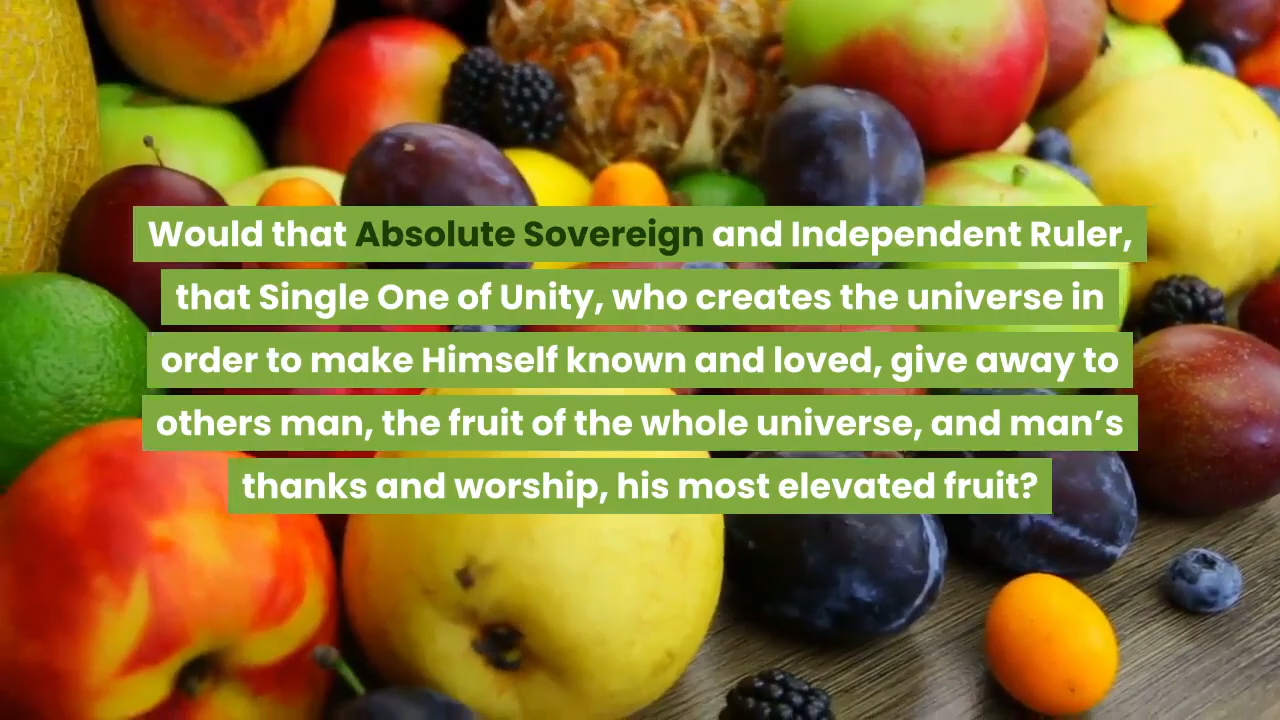 Would that Absolute Sovereign and Independent Ruler,
that Single One of Unity, who creates the universe in
order to make Himself known and loved, give away to
others man, the fruit of the whole universe, and man’s
thanks and worship, his most elevated fruit?